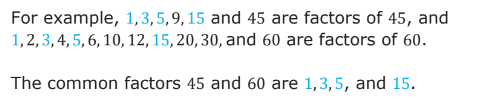 For example, 1,3,5,9,15 and 45 are factors of 45, and
1,2,3,4,5,6,10,12,15,20,30,and 60 are factors of 60.
The common factors 45 and 60 are 1,3,5, and 15.